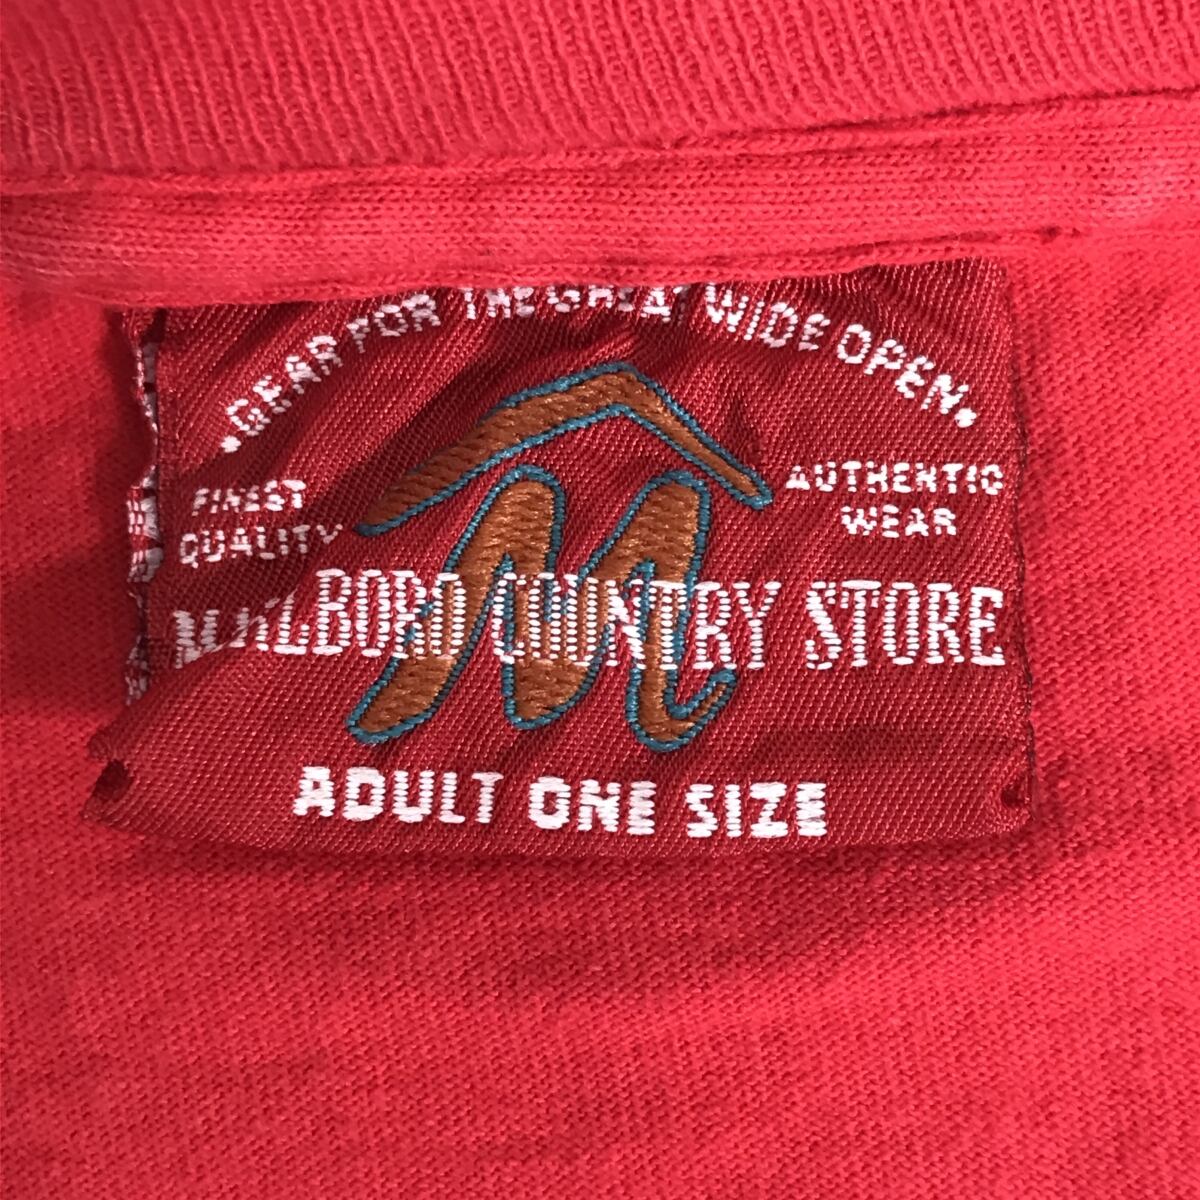 •GEAR FOR THE GREAT WIDE OPEN•
FINEST
QUALITY
AUTHENTIC
WEAR
MARLBORO COUNTRY STORE
ADULT ONE SIZE